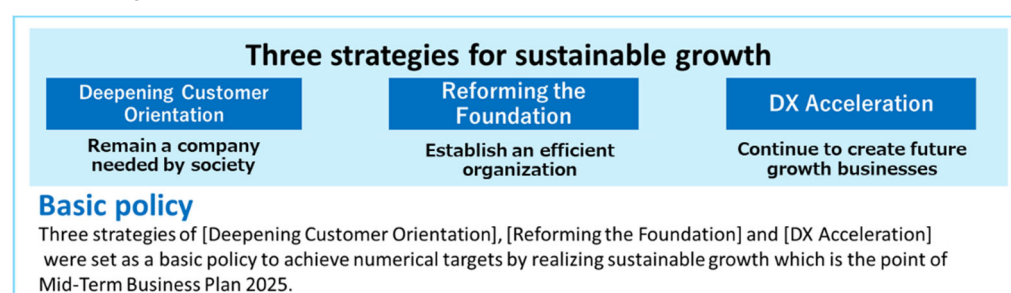 Three strategies for sustainable growth
Deepening Customer
Orientation
Remain a company
needed by society
Reforming the
Foundation
Establish an efficient
organization
DX Acceleration
Continue to create future
growth businesses
Basic policy
Three strategies of [Deepening Customer Orientation], [Reforming the Foundation] and [DX Acceleration]
were set as a basic policy to achieve numerical targets by realizing sustainable growth which is the point of
Mid-Term Business Plan 2025.